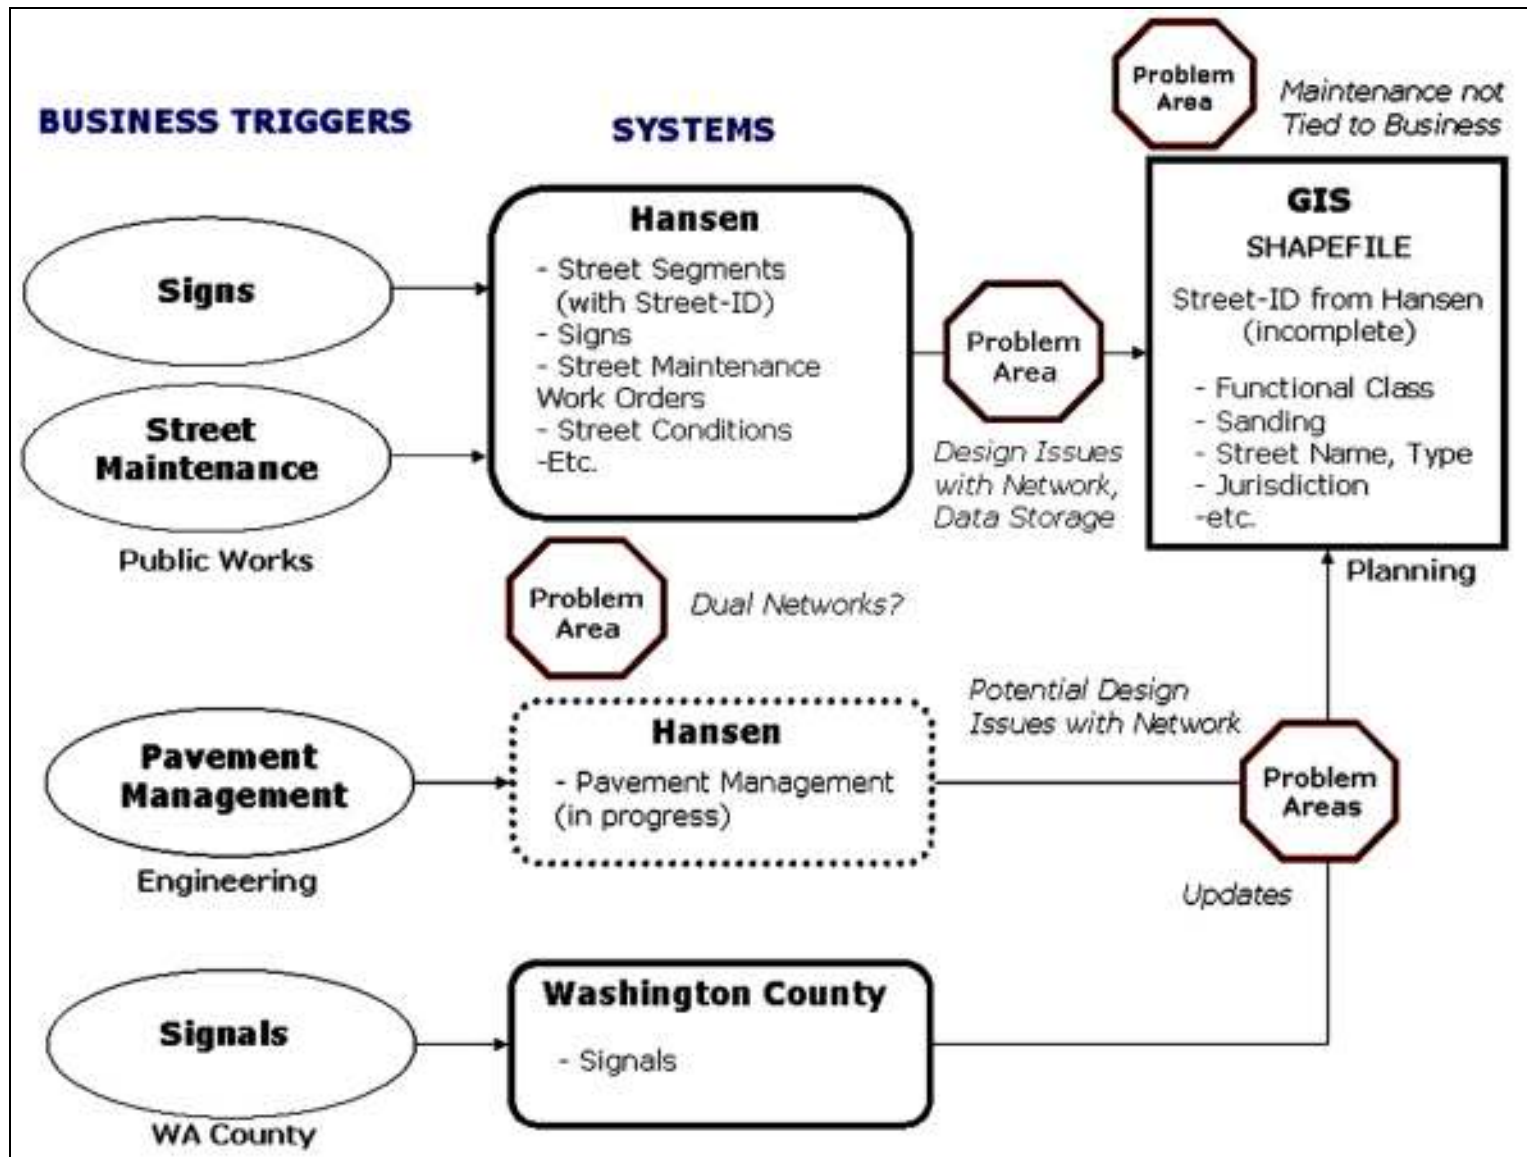 BUSINESS TRIGGERS
SYSTEMS
Problem
Area
Maintenance not
Tied to Business
Signs
Street
Maintenance
Public Works
Hansen
- Street Segments
(with Street-ID)
- Signs
- Street Maintenance
Work Orders
- Street Conditions
-Etc.
Problem
Area
Design Issues
with Network,
Data Storage
GIS
SHAPEFILE
Street-ID from Hansen
(incomplete)
- Functional Class
- Sanding
- Street Name, Type
- Jurisdiction
-etc.
Planning
Problem
Area
Dual Networks?
Pavement
Management
Engineering
Hansen
- Pavement Management
(in progress)
Potential Design
Issues with Network
Problem
Areas
Updates
Signals
WA County
Washington County
- Signals